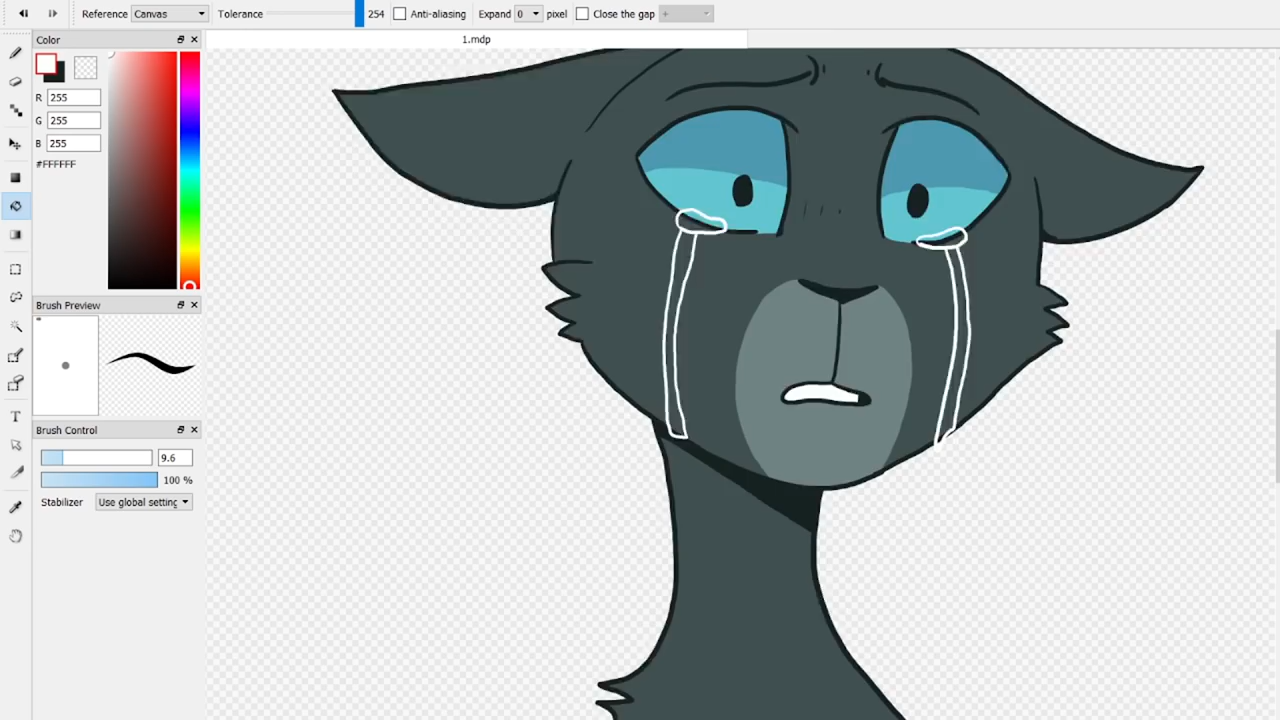 Reference Canvas Tolerance 254 Anti-aliasing Expand 0 pixel Close the gap +
Color
1.mdp
R 255
G 255
B 255
#FFFFFF
Brush Preview
Brush Control
9.6
100 %
Stabilizer Use global setting
T